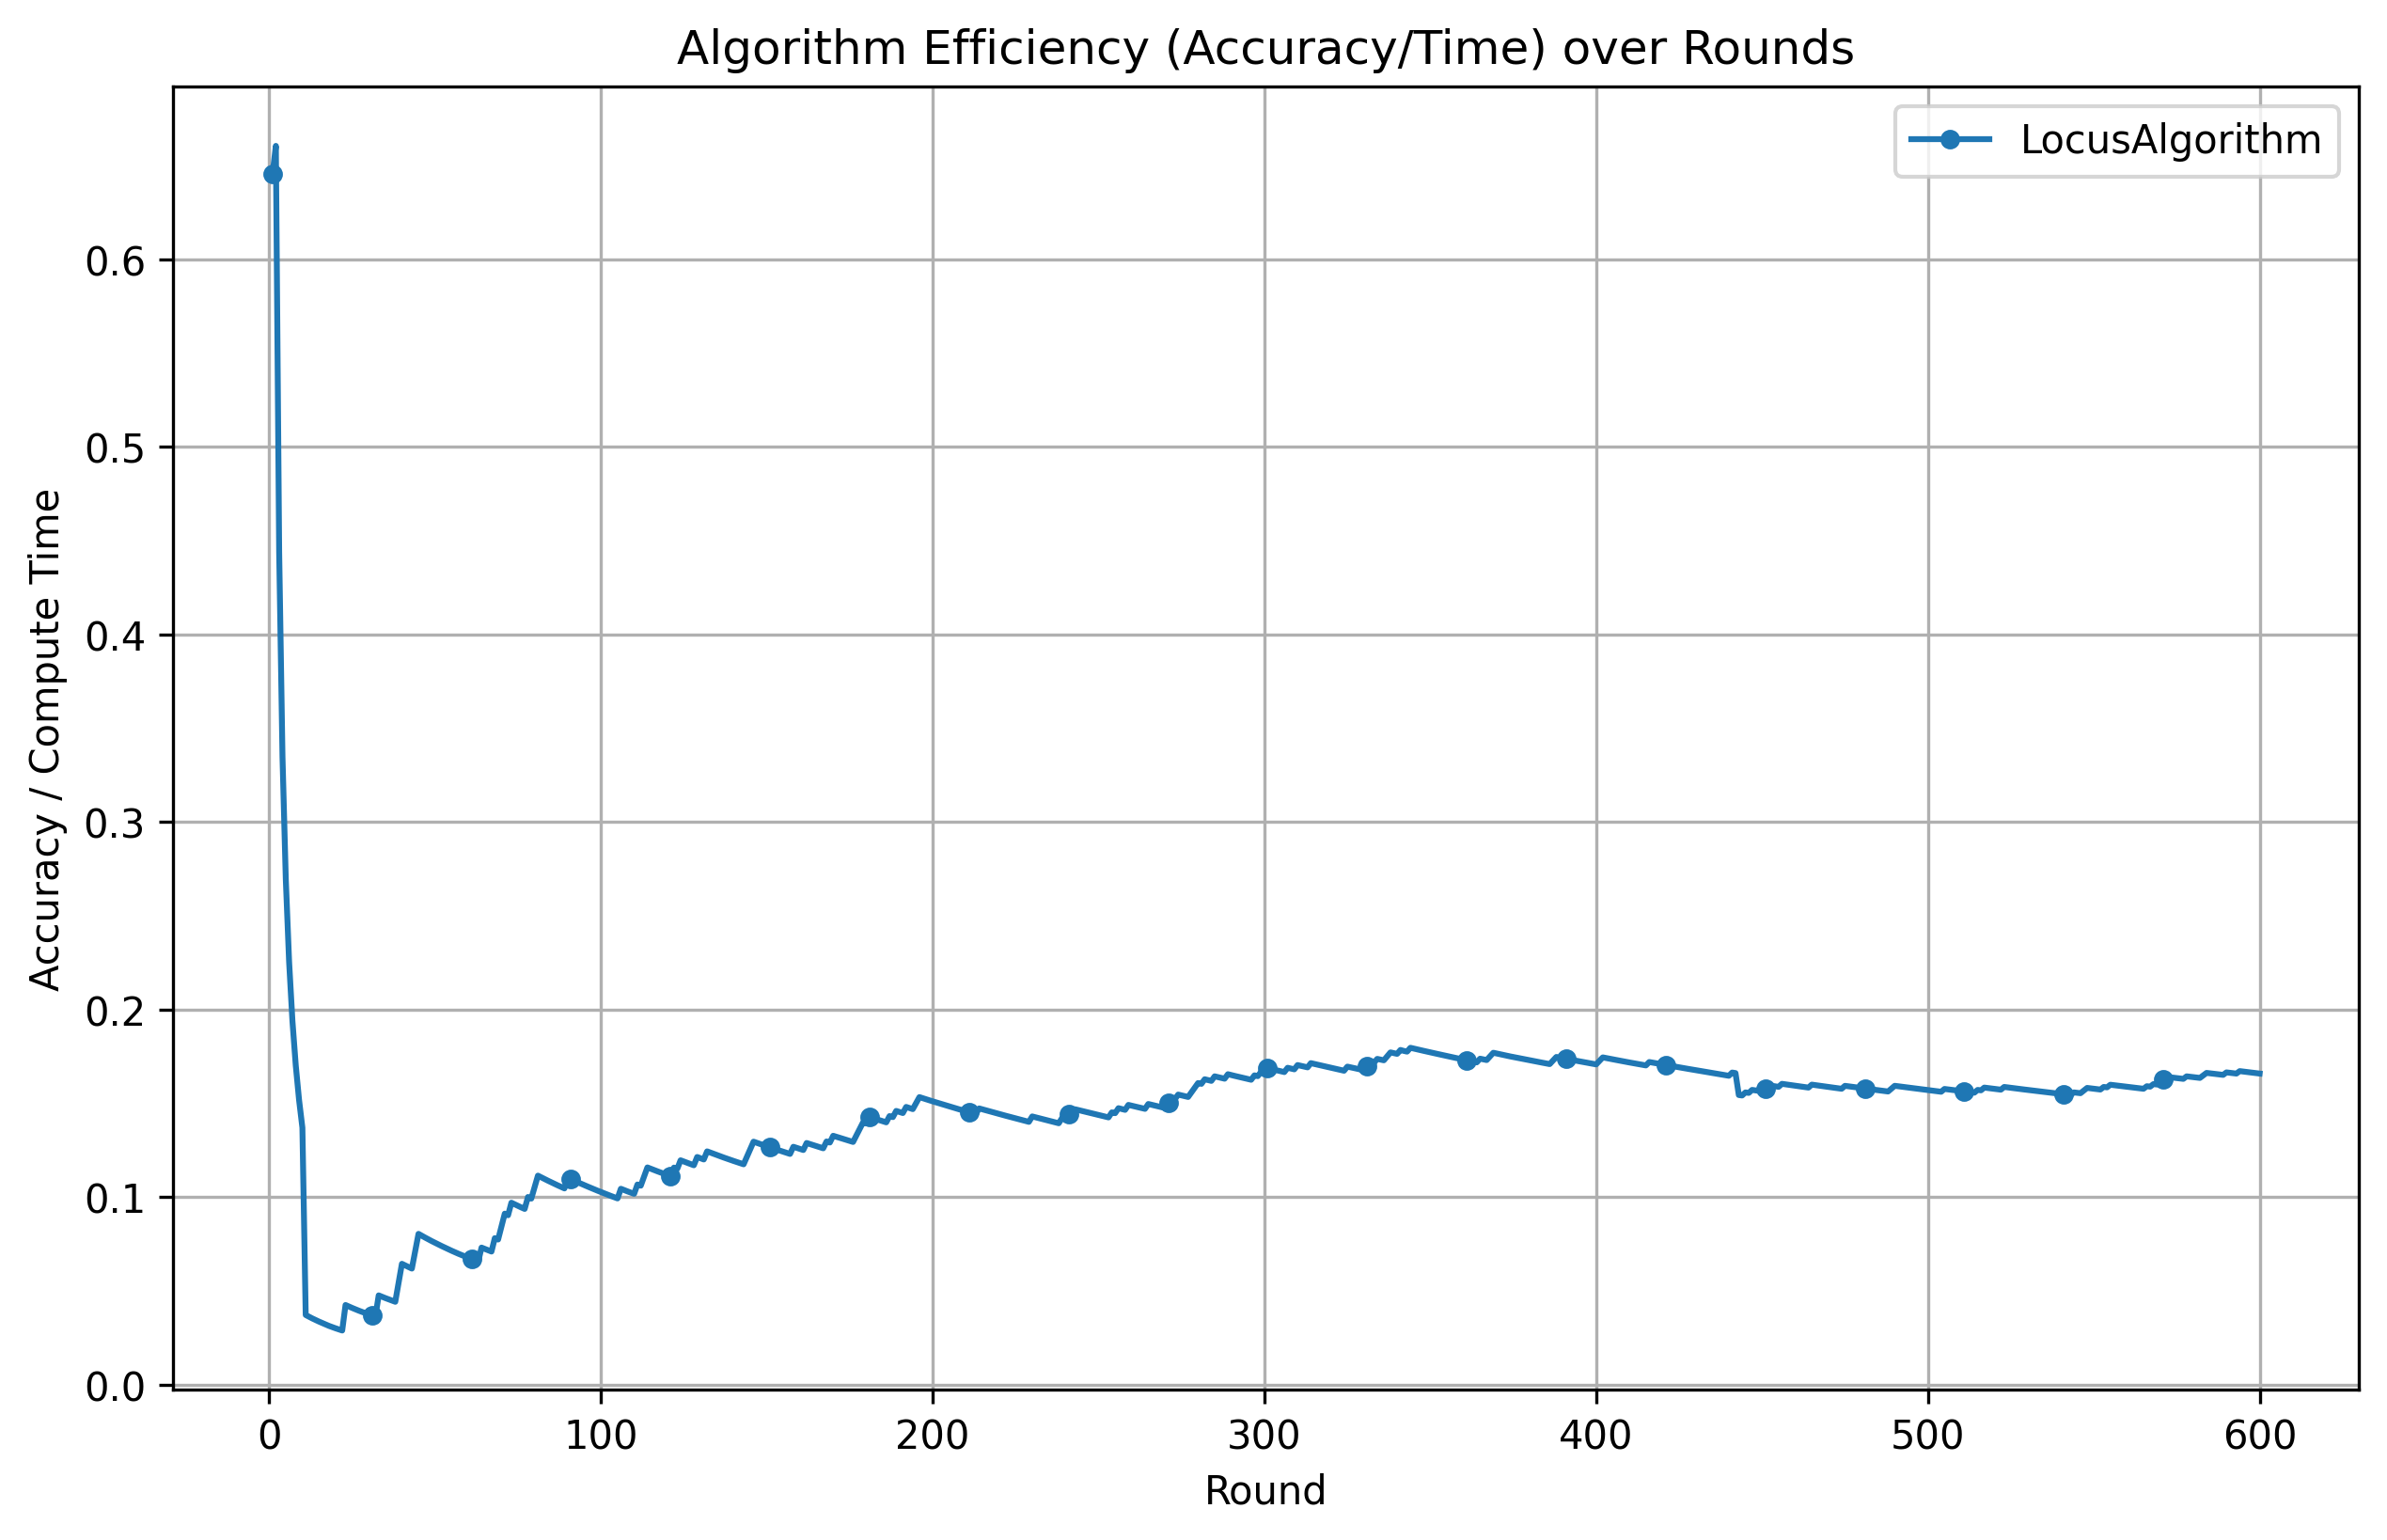 Algorithm Efficiency (Accuracy/Time) over Rounds
LocusAlgorithm
Accuracy / Compute Time
0.6
0.5
0.4
0.3
0.2
0.1
0.0
0 100 200 300 400 500 600
Round